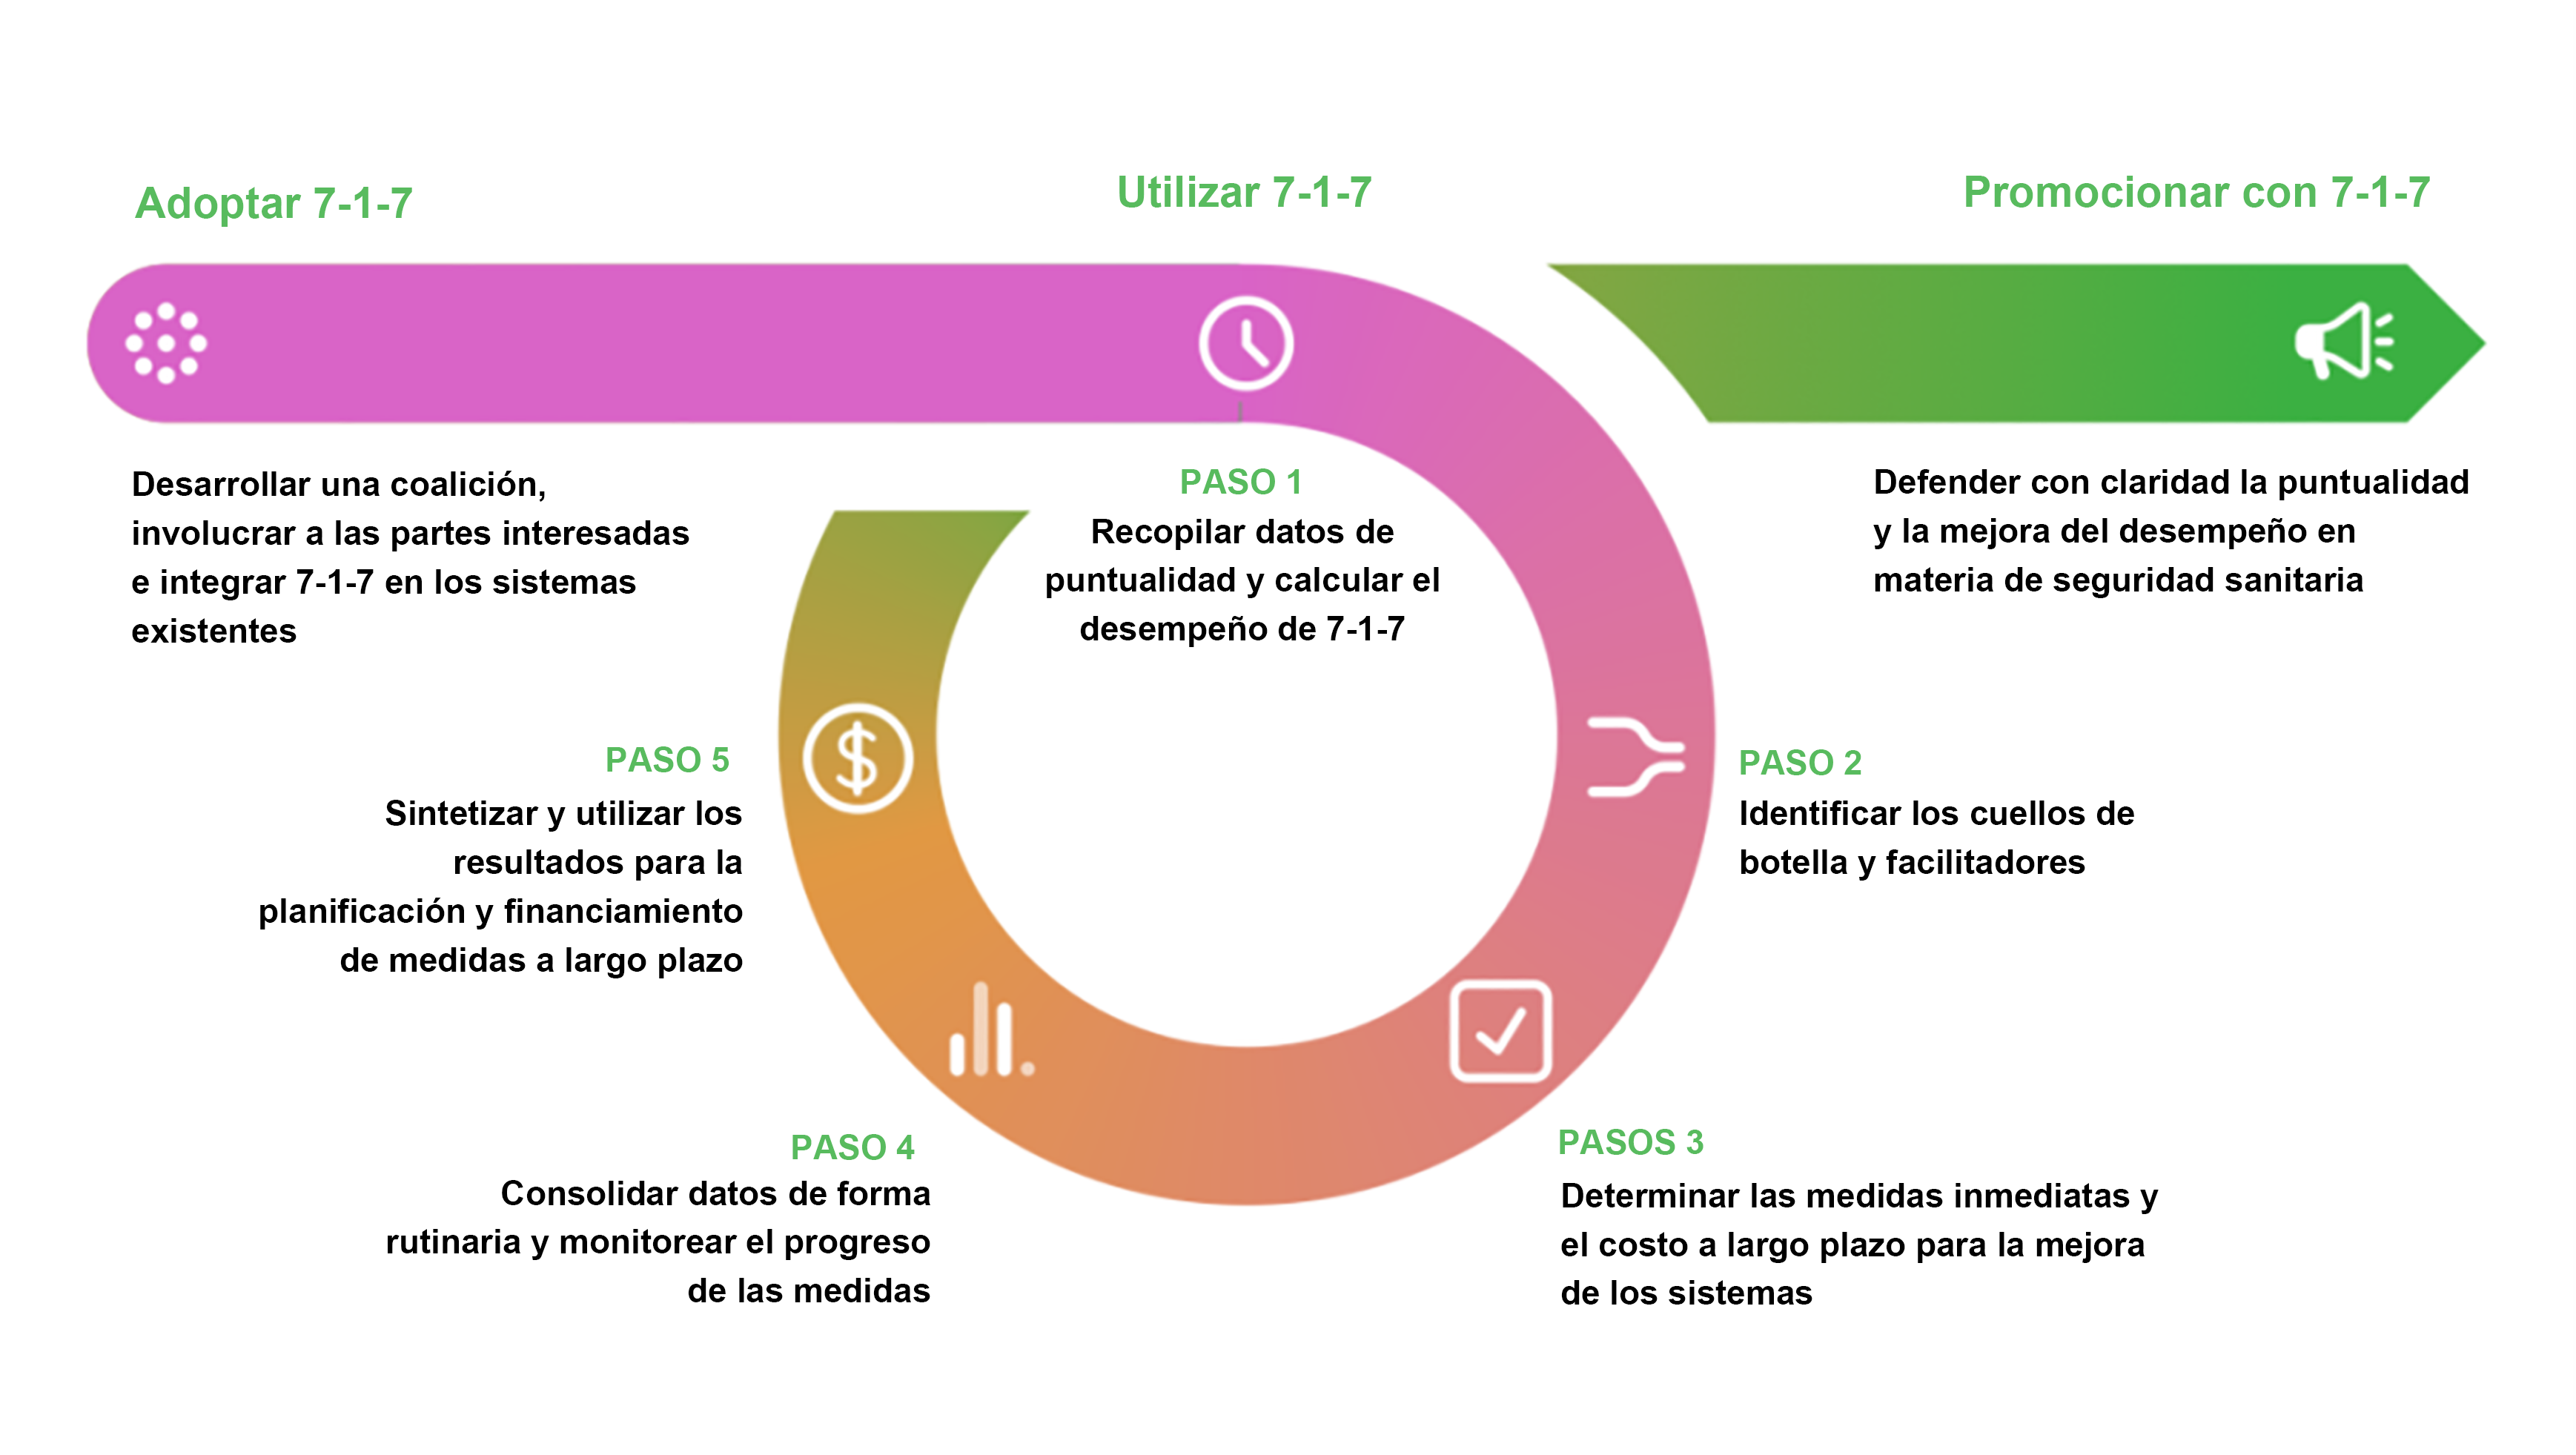 Adoptar 7-1-7
Utilizar 7-1-7
Promocionar con 7-1-7
Desarrollar una coalición,
involucrar a las partes interesadas
e integrar 7-1-7 en los sistemas
existentes
PASO 1
Recopilar datos de
puntualidad y calcular el
desempeño de 7-1-7
Defender con claridad la puntualidad
y la mejora del desempeño en
materia de seguridad sanitaria
PASO 2
Identificar los cuellos de
botella y facilitadores
PASOS 3
Determinar las medidas inmediatas y
el costo a largo plazo para la mejora
de los sistemas
PASO 4
Consolidar datos de forma
rutinaria y monitorear el progreso
de las medidas
PASO 5
Sintetizar y utilizar los
resultados para la
planificación y financiamiento
de medidas a largo plazo